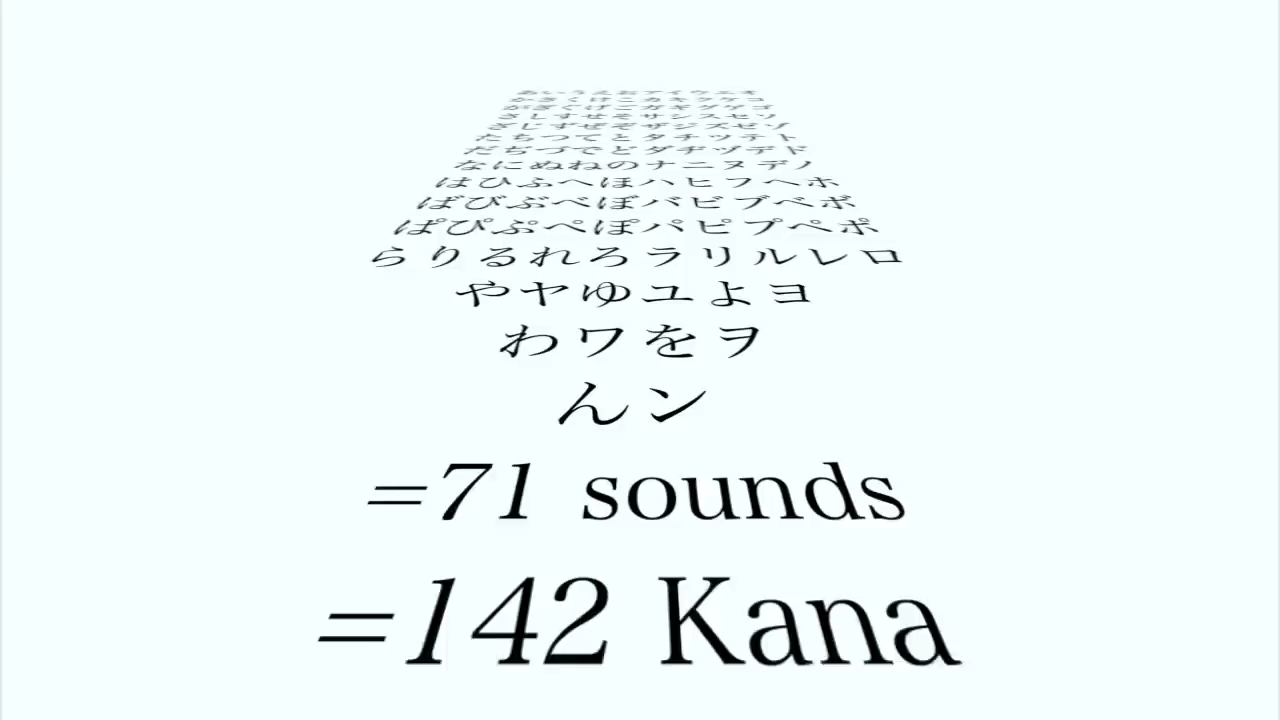 あいうえおアイウエオ
かきくけこカキクケコ
がぎぐげごガギグゲゴ
さしすせそサシスセソ
ざじずぜぞザジズゼゾ
たちつてとタチツテト
だぢづでどダヂヅデド
なにぬねのナニヌデノ
はひふへほハヒフヘホ
ばびぶべぼバビブベボ
ぱぴぷぺぽパピプペポ
らりるれろラリルレロ
やヤゆユよヨ
わワをヲ
んン
=71 sounds
=142 Kana